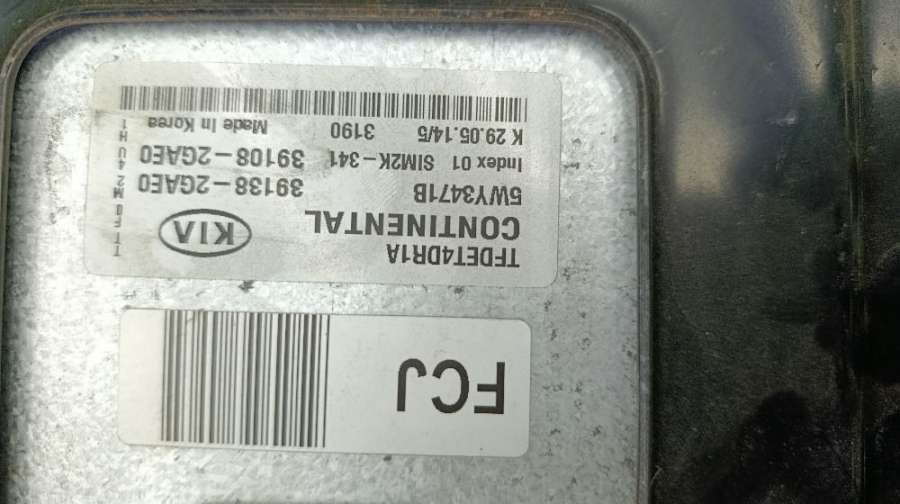 FCJ
TFDET4DR1A
CONTINENTAL
KIA
5WY3471B 39138-2GAE0
Index 01 SIM2K-341 39108-2GAE0
K 29.05.14/5 3190 Made In Korea